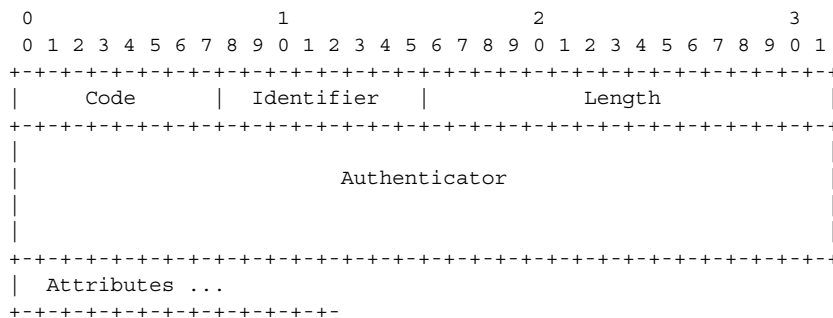 0                   1                   2                   3
 0 1 2 3 4 5 6 7 8 9 0 1 2 3 4 5 6 7 8 9 0 1 2 3 4 5 6 7 8 9 0 1
+-+-+-+-+-+-+-+-+-+-+-+-+-+-+-+-+-+-+-+-+-+-+-+-+-+-+-+-+-+-+-+-+
|     Code      |  Identifier   |            Length             |
+-+-+-+-+-+-+-+-+-+-+-+-+-+-+-+-+-+-+-+-+-+-+-+-+-+-+-+-+-+-+-+-+
|                                                               |
|                         Authenticator                         |
|                                                               |
|                                                               |
+-+-+-+-+-+-+-+-+-+-+-+-+-+-+-+-+-+-+-+-+-+-+-+-+-+-+-+-+-+-+-+-+
|  Attributes ...
+-+-+-+-+-+-+-+-+-+-+-+-+-